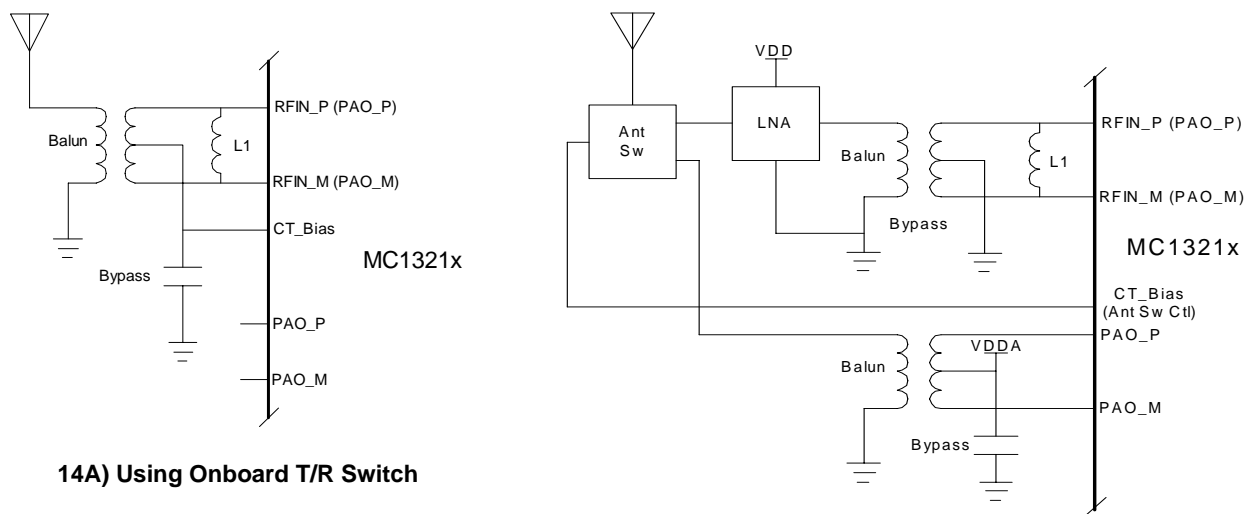 RFIN_P (PAO_P)
Balun
L1
RFIN_M (PAO_M)
CT_Bias
MC1321x
Bypass
PAO_P
PAO_M
14A) Using Onboard T/R Switch
VDD
Ant
Sw
LNA
RFIN_P (PAO_P)
Balun
L1
RFIN_M (PAO_M)
Bypass
MC1321x
CT_Bias
(Ant Sw Ctl)
PAO_P
VDDA
Balun
PAO_M
Bypass